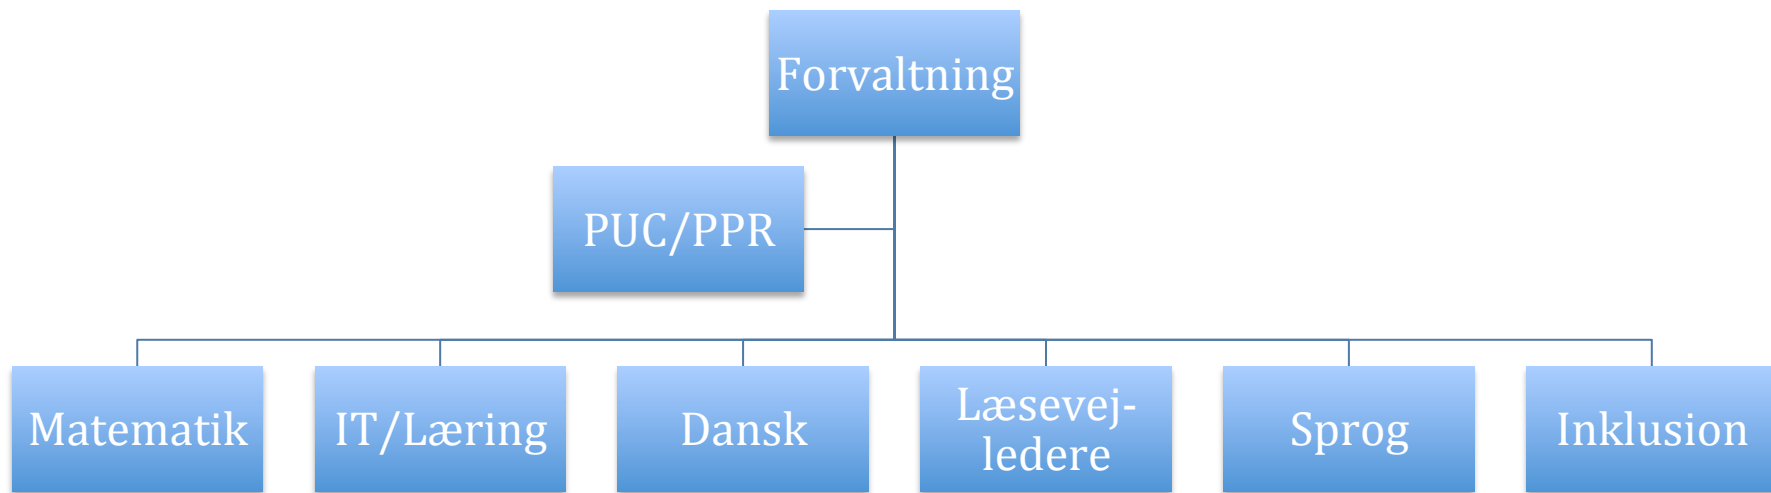 Forvaltning
PUC/PPR
Matematik
IT/Læring
Dansk
Læsevej-
ledere
Sprog
Inklusion